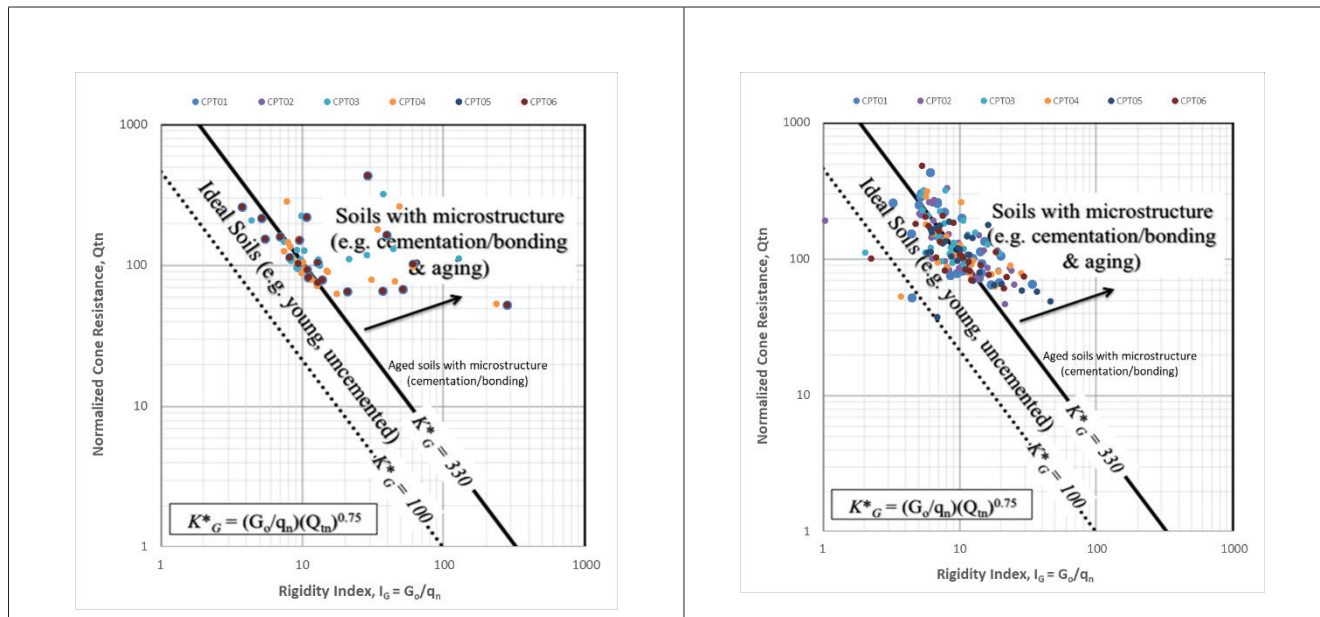 CPT01 CPT02 CPT03 CPT04 CPT05 CPT06
1000
100
10
1
Normalized Cone Resistance, Qtn
Ideal Soils (e.g. young, uncemented)
Soils with microstructure
(e.g. cementation/bonding
& aging)
Aged soils with microstructure
(cementation/bonding)
K*G = 330
K*G = 100
K*G = (Go/qn)(Qtn)0.75
1 10 100 1000
Rigidity Index, IG = Go/qn
CPT01 CPT02 CPT03 CPT04 CPT05 CPT06
1000
100
10
1
Normalized Cone Resistance, Qtn
Ideal Soils (e.g. young, uncemented)
Soils with microstructure
(e.g. cementation/bonding
& aging)
Aged soils with microstructure
(cementation/bonding)
K*G = 330
K*G = 100
K*G = (Go/qn)(Qtn)0.75
1 10 100 1000
Rigidity Index, IG = Go/qn